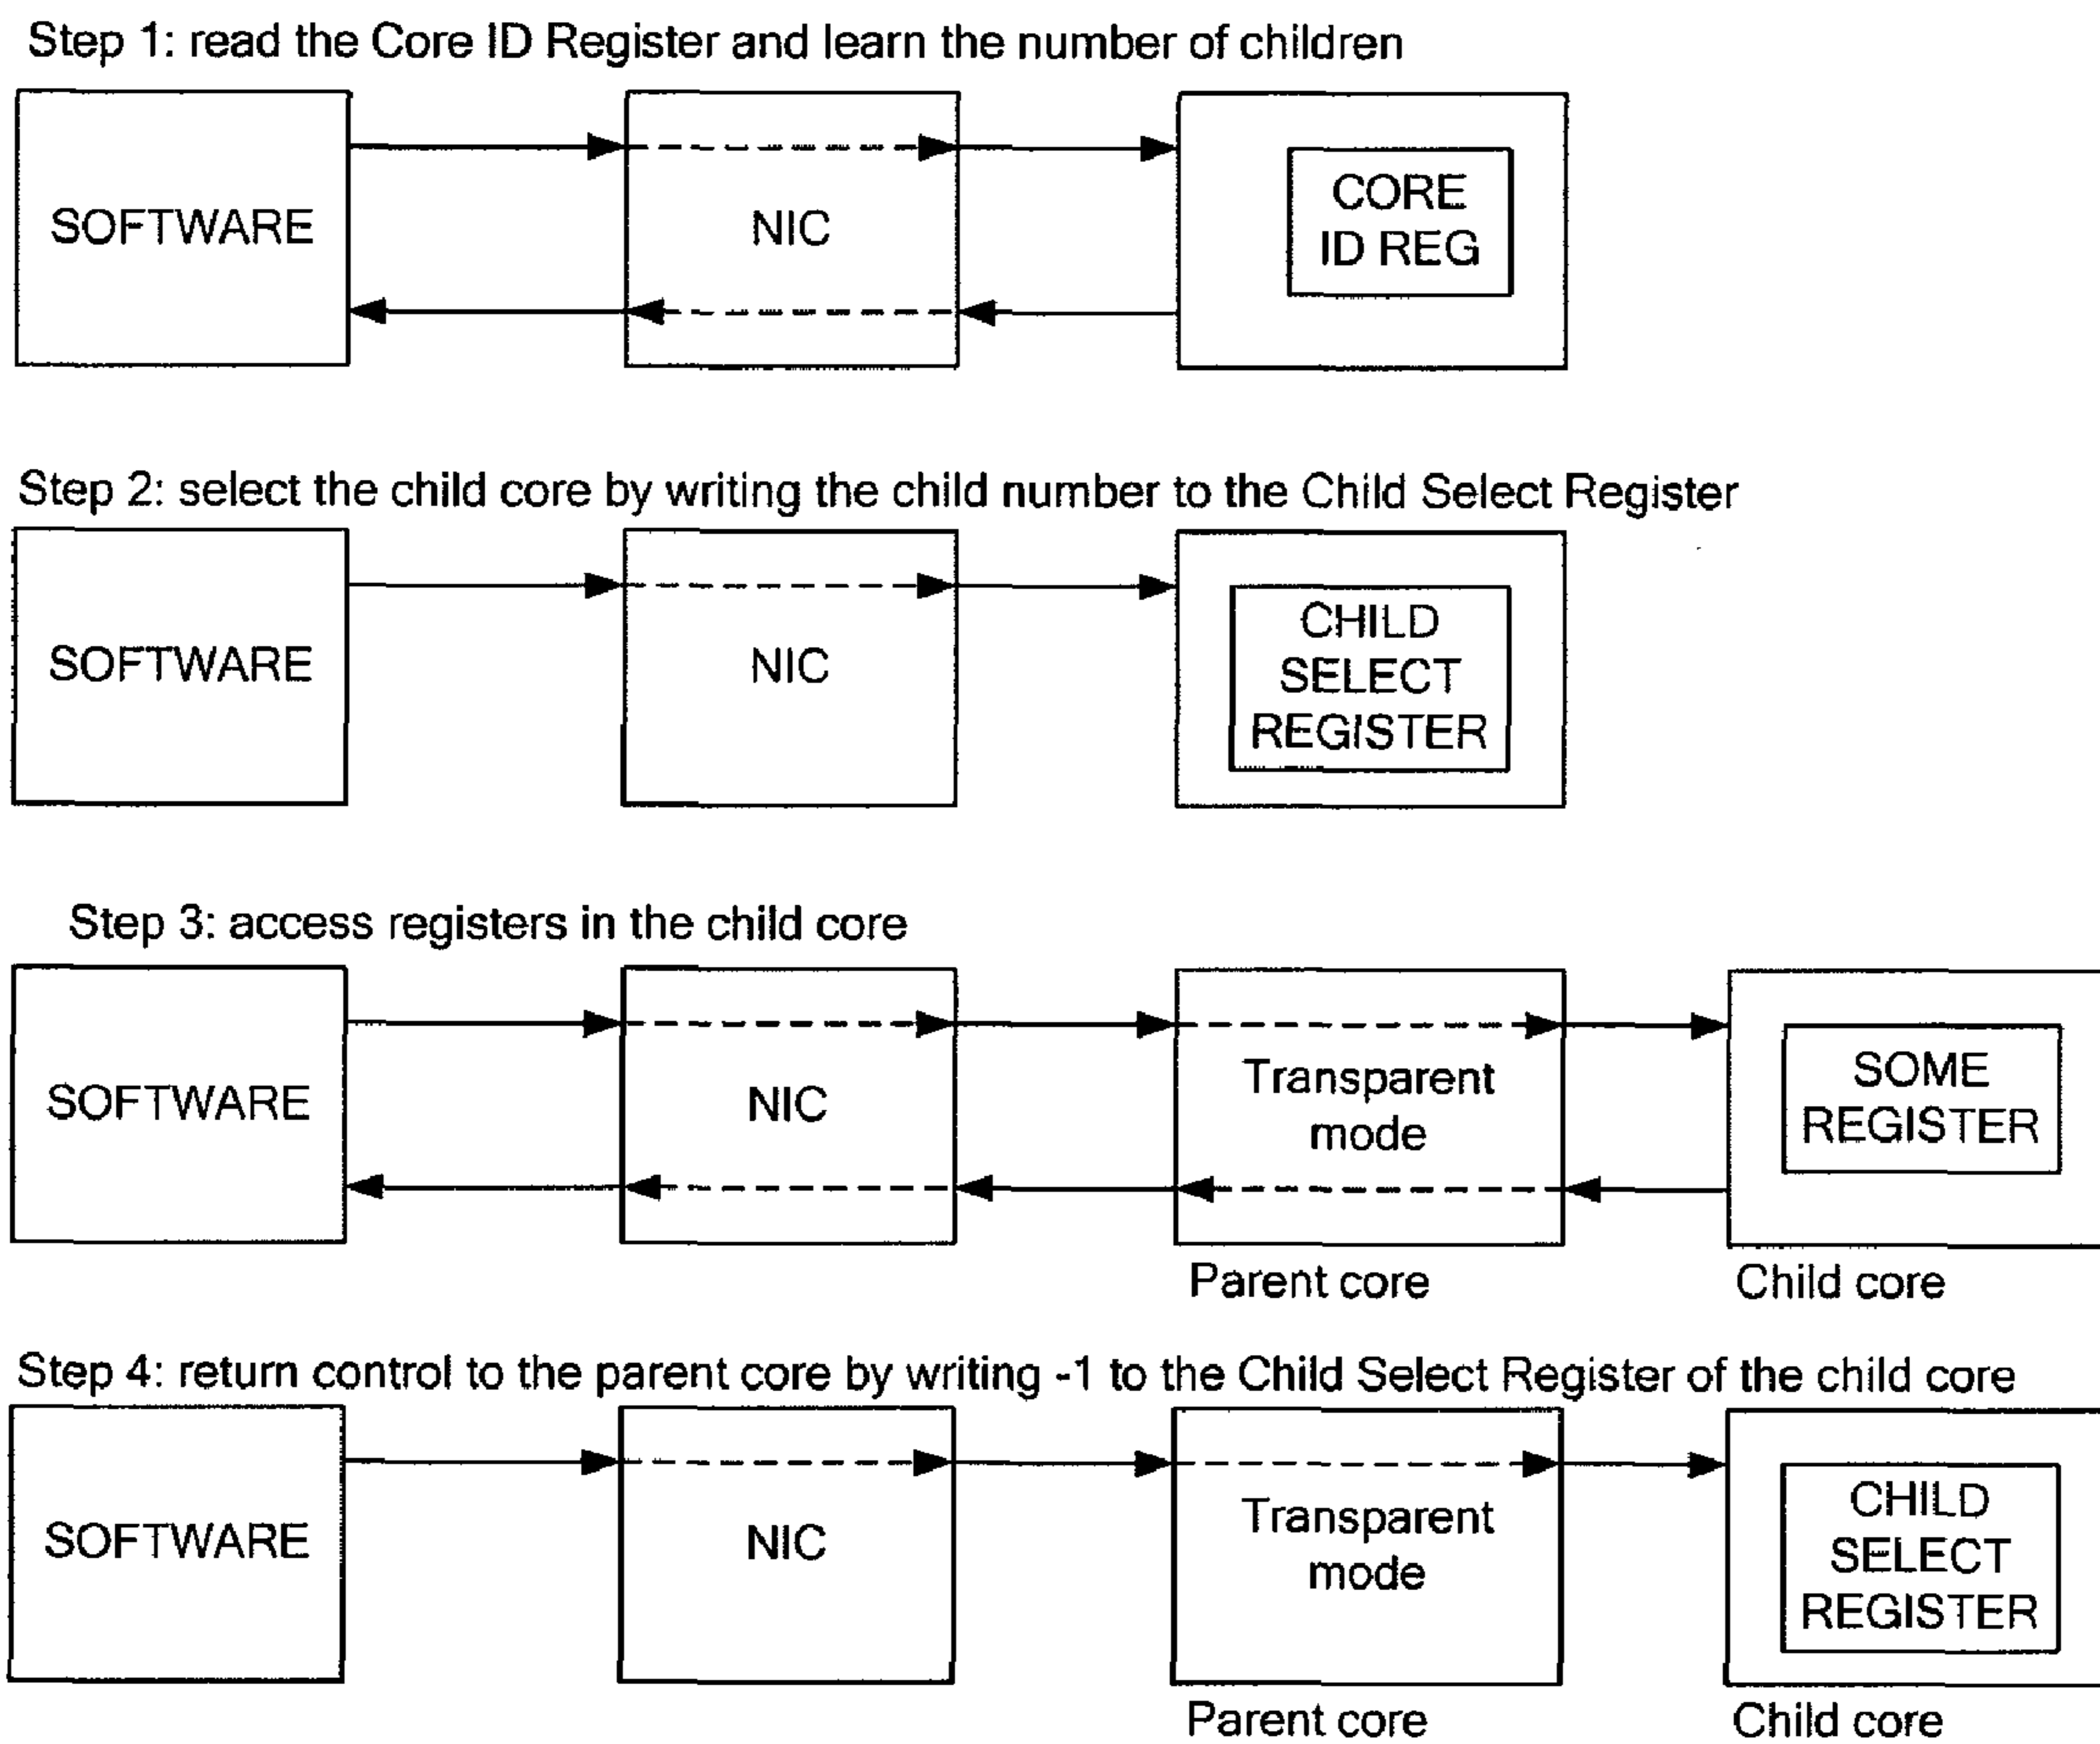 Step 1: read the Core ID Register and learn the number of children
SOFTWARE
NIC
CORE
ID REG
Step 2: select the child core by writing the child number to the Child Select Register
SOFTWARE
NIC
CHILD
SELECT
REGISTER
Step 3: access registers in the child core
SOFTWARE
NIC
Transparent
mode
SOME
REGISTER
Parent core
Child core
Step 4: return control to the parent core by writing -1 to the Child Select Register of the child core
SOFTWARE
NIC
Transparent
mode
CHILD
SELECT
REGISTER
Parent core
Child core